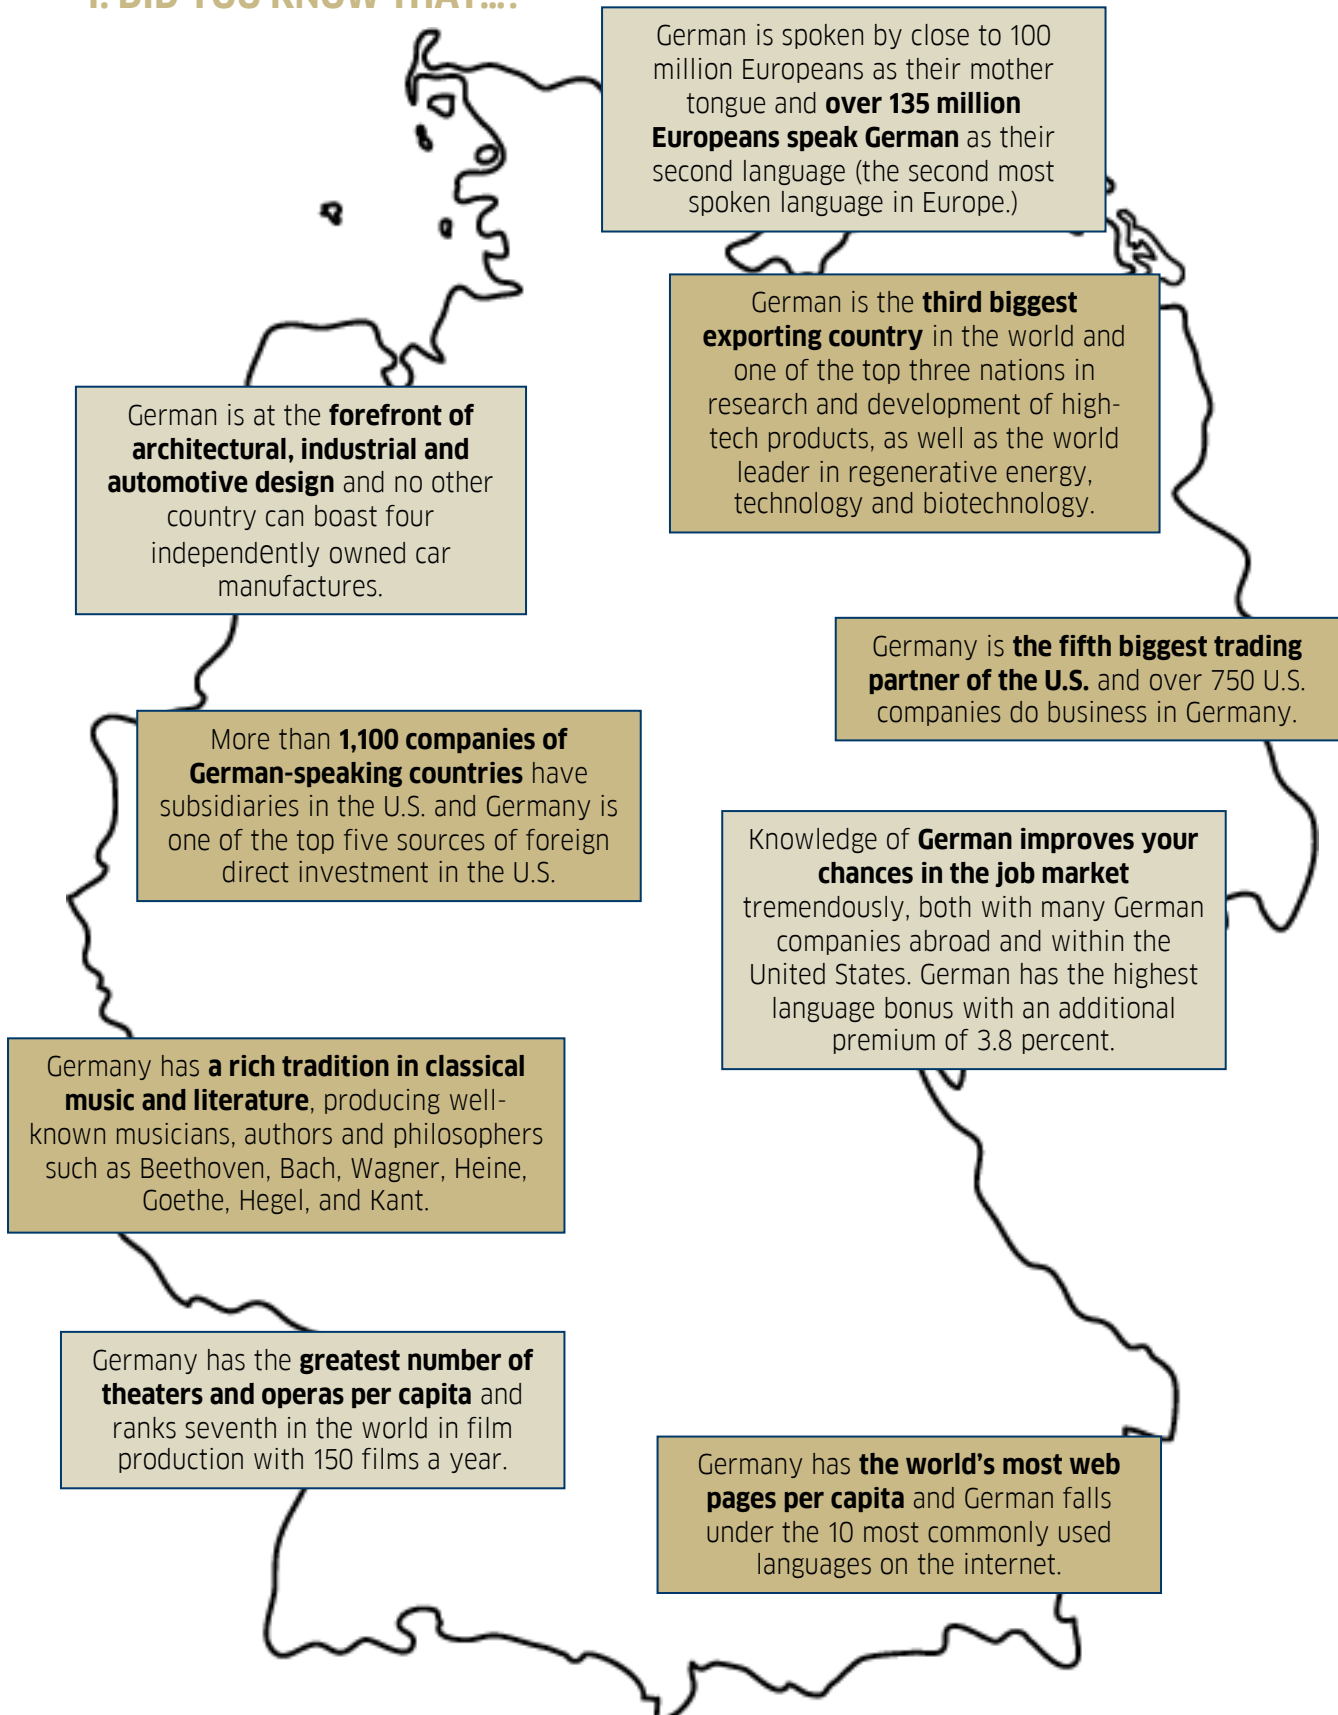 1. DID YOU KNOW THAT...?
German is spoken by close to 100
million Europeans as their mother
tongue and over 135 million
Europeans speak German as their
second language (the second most
spoken language in Europe.)
German is the third biggest
exporting country in the world and
one of the top three nations in
research and development of high-
tech products, as well as the world
leader in regenerative energy,
technology and biotechnology.
German is at the forefront of
architectural, industrial and
automotive design and no other
country can boast four
independently owned car
manufactures.
Germany is the fifth biggest trading
partner of the U.S. and over 750 U.S.
companies do business in Germany.
More than 1,100 companies of
German-speaking countries have
subsidiaries in the U.S. and Germany is
one of the top five sources of foreign
direct investment in the U.S.
Knowledge of German improves your
chances in the job market
tremendously, both with many German
companies abroad and within the
United States. German has the highest
language bonus with an additional
premium of 3.8 percent.
Germany has a rich tradition in classical
music and literature, producing well-
known musicians, authors and philosophers
such as Beethoven, Bach, Wagner, Heine,
Goethe, Hegel, and Kant.
Germany has the greatest number of
theaters and operas per capita and
ranks seventh in the world in film
production with 150 films a year.
Germany has the world's most web
pages per capita and German falls
under the 10 most commonly used
languages on the internet.